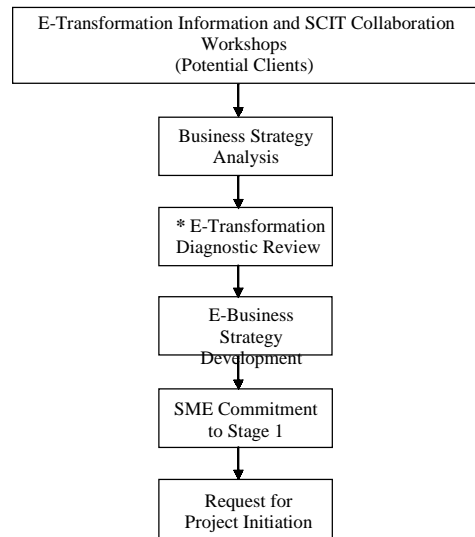 E-Transformation Information and SCIT Collaboration
Workshops
(Potential Clients)
Business Strategy
Analysis
* E-Transformation
Diagnostic Review
E-Business
Strategy
Development
SME Commitment
to Stage 1
Request for
Project Initiation